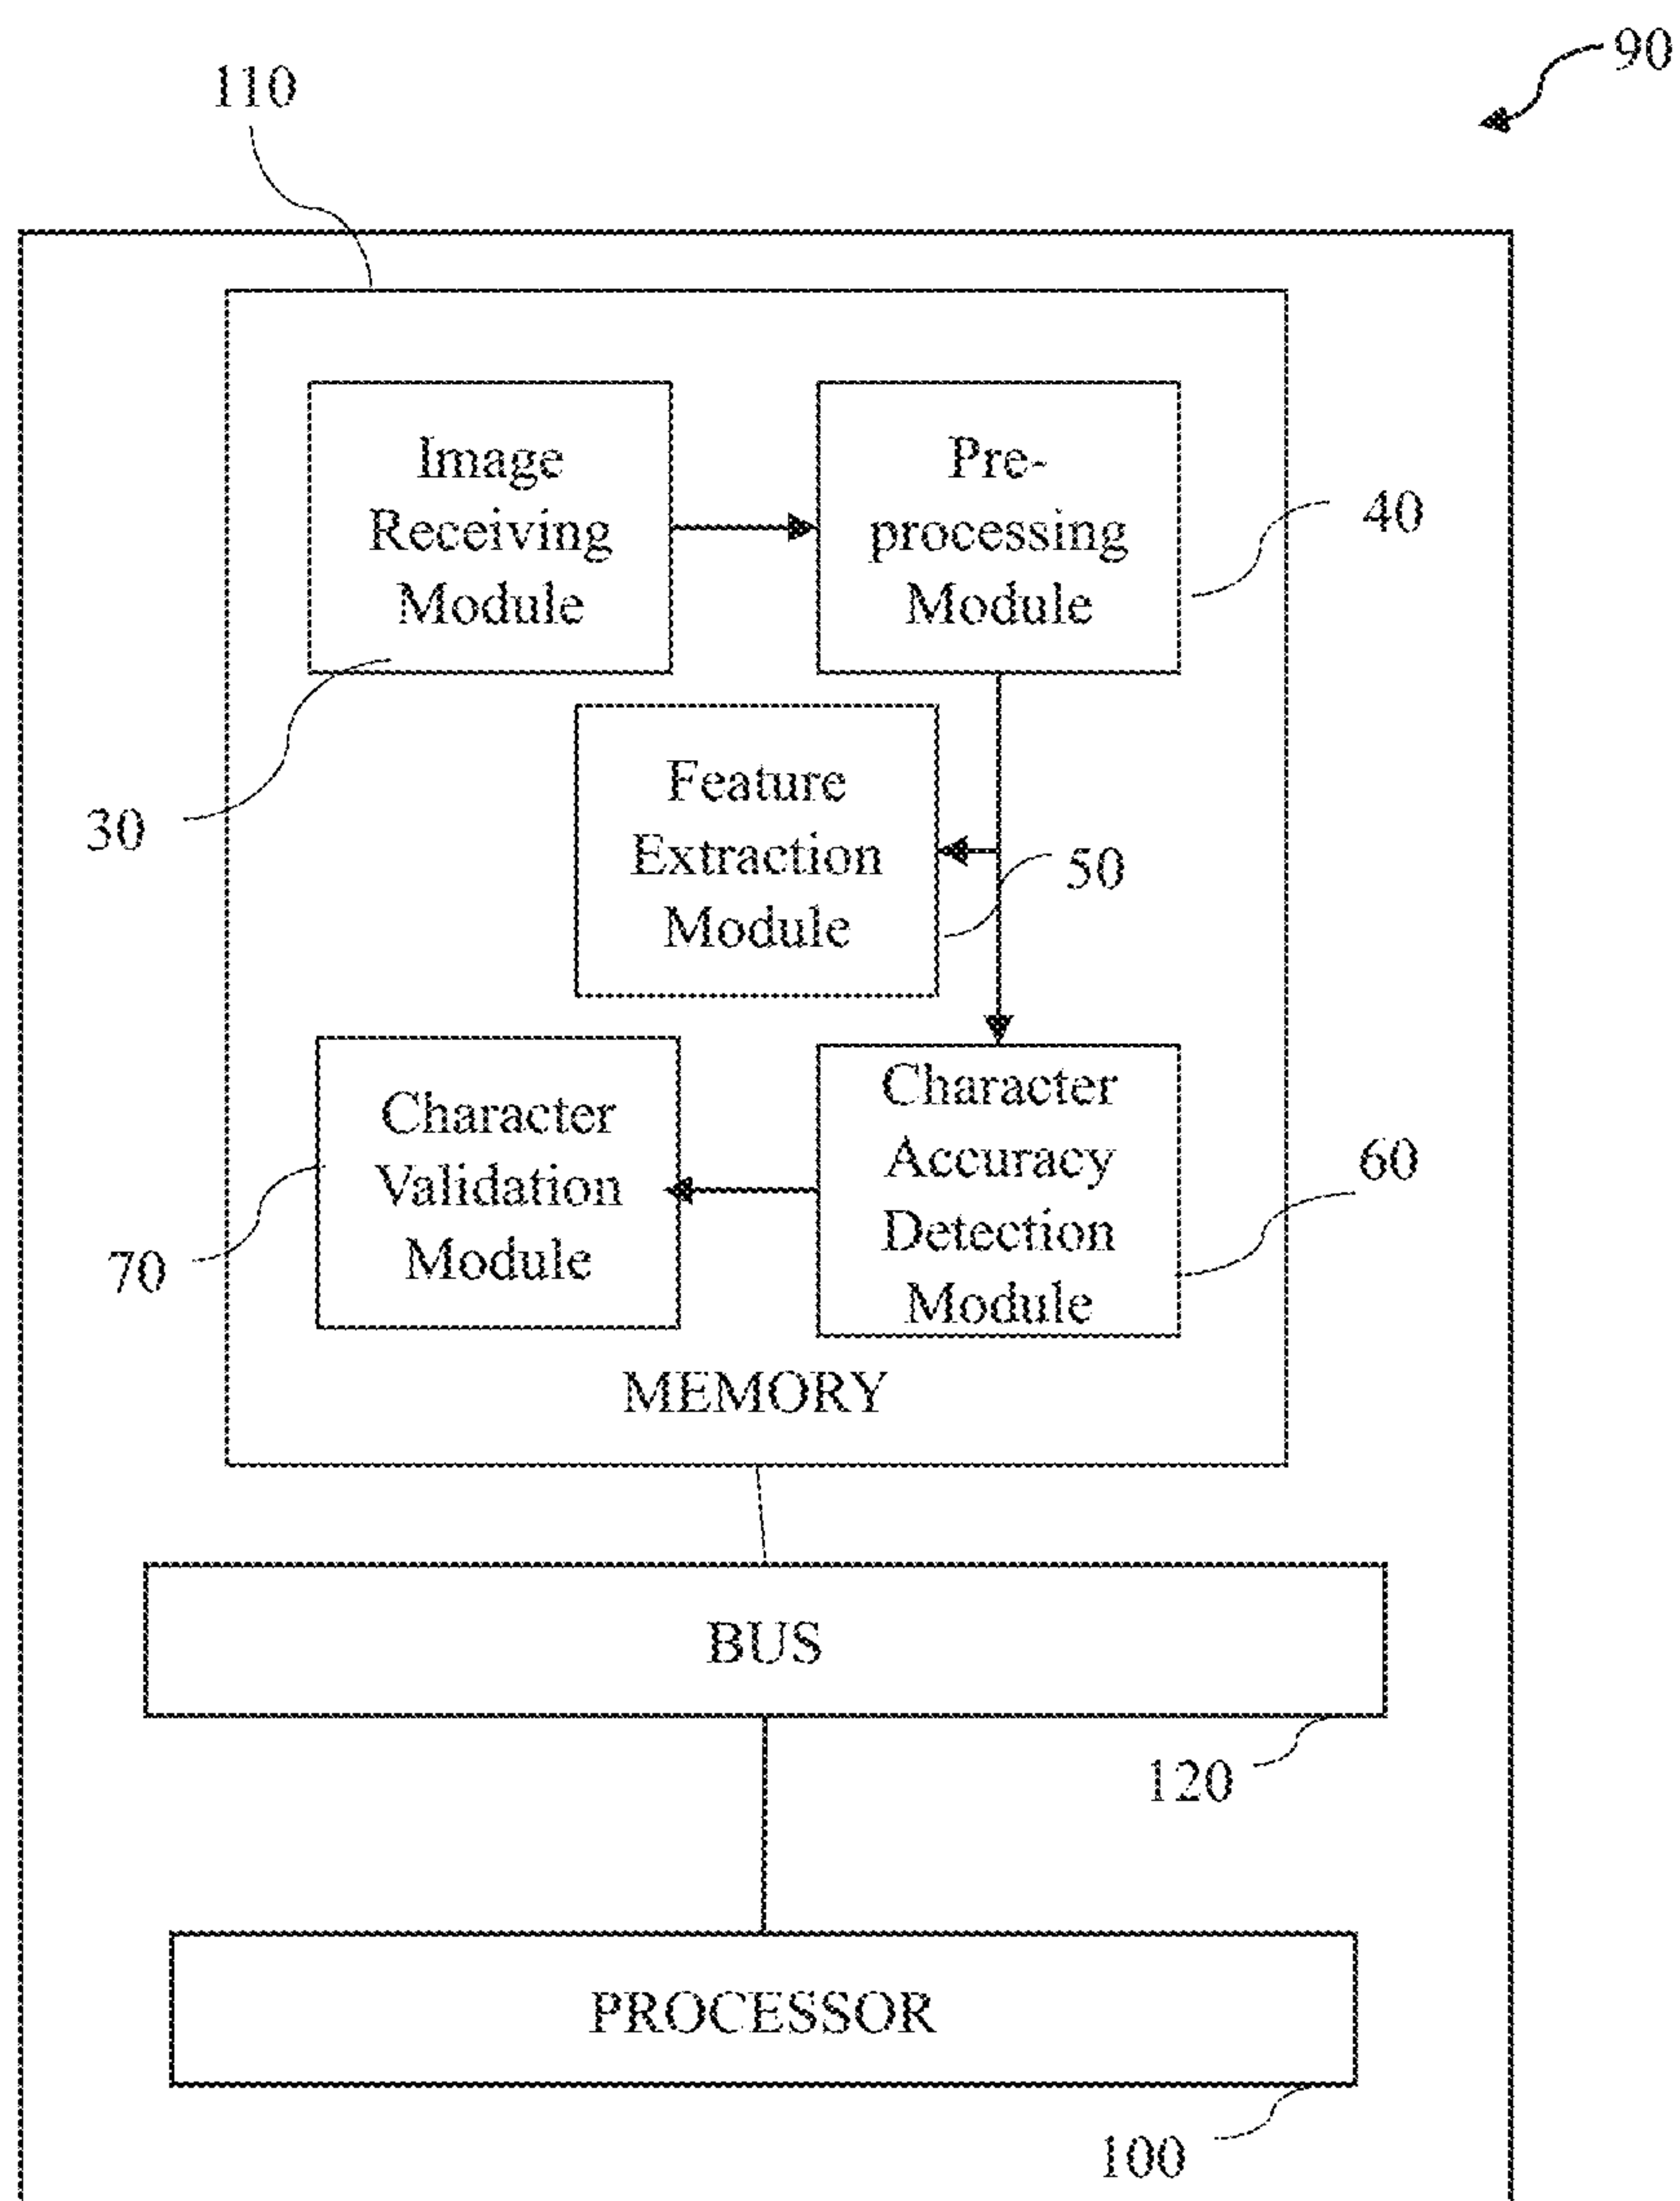 90
110
Image
Receiving
Module
Pre-
processing
Module
40
30
Feature
Extraction
Module
50
Character
Validation
Module
70
Character
Accuracy
Detection
Module
60
MEMORY
BUS
120
PROCESSOR
100